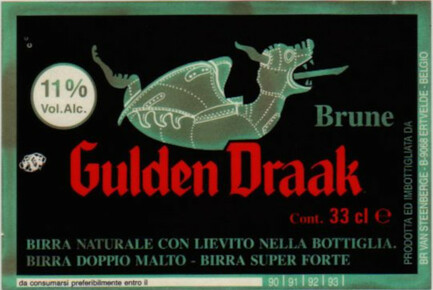 11%
Vol.Alc.
Brune
Gulden Draak
Cont. 33 cl e
BIRRA NATURALE CON LIEVITO NELLA BOTTIGLIA.
BIRRA DOPPIO MALTO - BIRRA SUPER FORTE
da consumarsi preferibilmente entro il
90 | 91 | 92 | 93 |
PRODOTTA ED IMBOTTIGLIATA DA
BR VAN STEENBERGE - B-9068 ERTVELDE - BELGIO